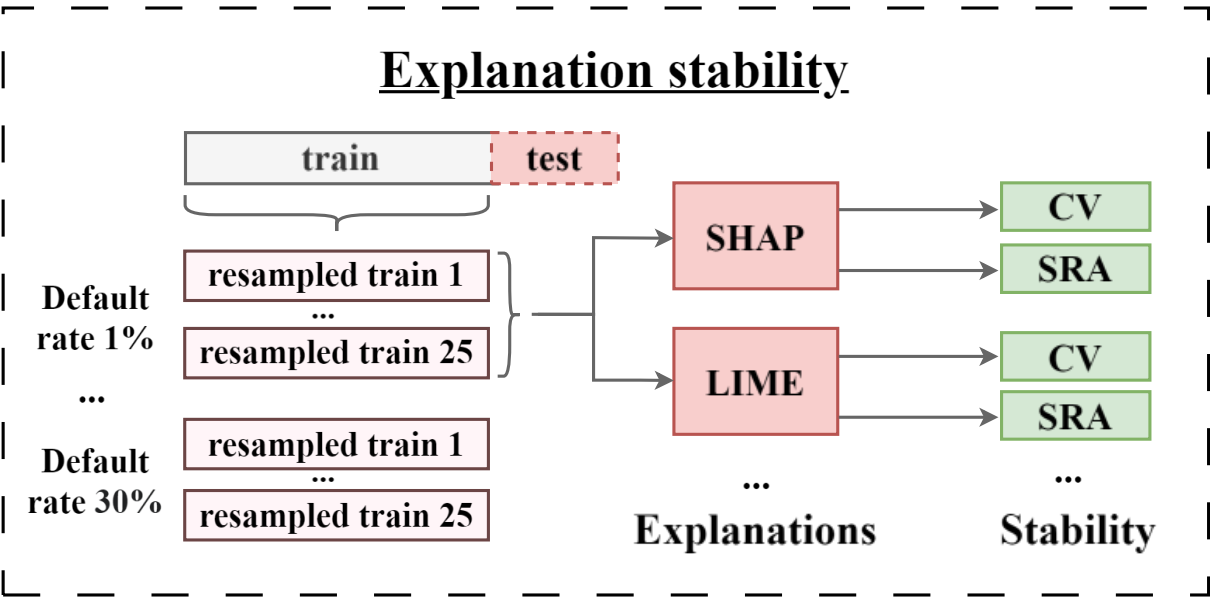 Explanation stability
train
test
resampled train 1
...
resampled train 25
Default
rate 1%
...
resampled train 1
...
resampled train 25
Default
rate 30%
SHAP
LIME
...
Explanations
CV
SRA
CV
SRA
...
Stability